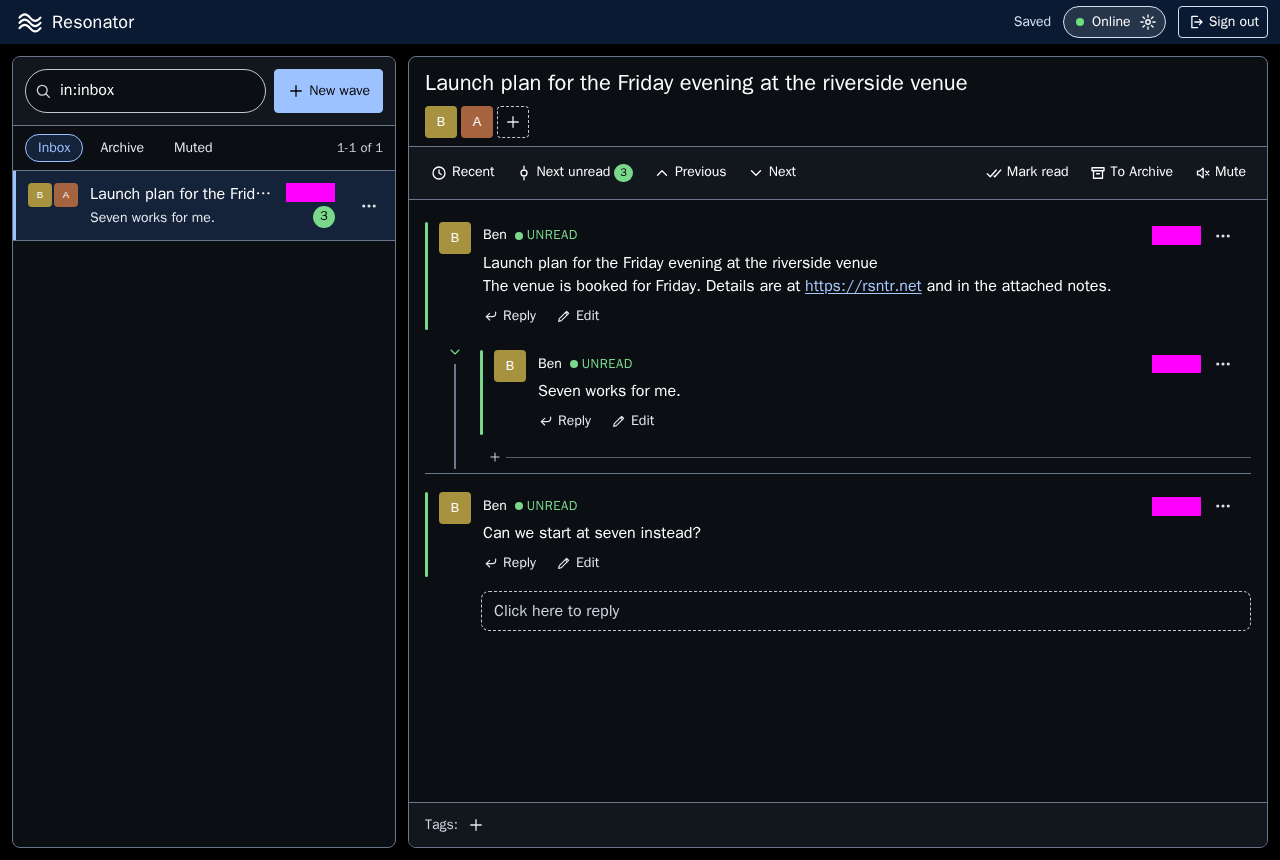 Resonator
Saved
Online
Sign out
in:inbox
New wave
Inbox
Archive
Muted
1-1 of 1
B
A
Launch plan for the Frid···
Seven works for me.
3
Launch plan for the Friday evening at the riverside venue
B
A
Recent
Next unread 3
Previous
Next
Mark read
To Archive
Mute
B
Ben
UNREAD
Launch plan for the Friday evening at the riverside venue
The venue is booked for Friday. Details are at https://rsntr.net and in the attached notes.
Reply
Edit
B
Ben
UNREAD
Seven works for me.
Reply
Edit
B
Ben
UNREAD
Can we start at seven instead?
Reply
Edit
Click here to reply
Tags: